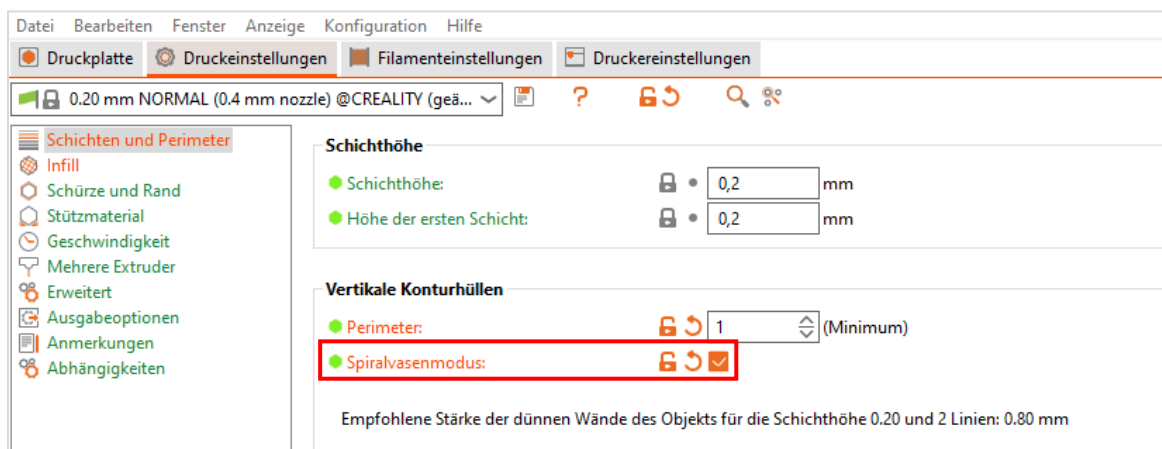 Datei Bearbeiten Fenster Anzeige Konfiguration Hilfe
Druckplatte Druckeinstellungen Filamenteinstellungen Druckereinstellungen
0.20 mm NORMAL (0.4 mm nozzle) @CREALITY (geä... ?
Schichten und Perimeter
Infill
Schürze und Rand
Stützmaterial
Geschwindigkeit
Mehrere Extruder
Erweitert
Ausgabeoptionen
Anmerkungen
Abhängigkeiten
Schichthöhe
Schichthöhe: 0,2 mm
Höhe der ersten Schicht: 0,2 mm
Vertikale Konturhüllen
Perimeter: 1 (Minimum)
Spiralvasenmodus:
Empfohlene Stärke der dünnen Wände des Objekts für die Schichthöhe 0.20 und 2 Linien: 0.80 mm